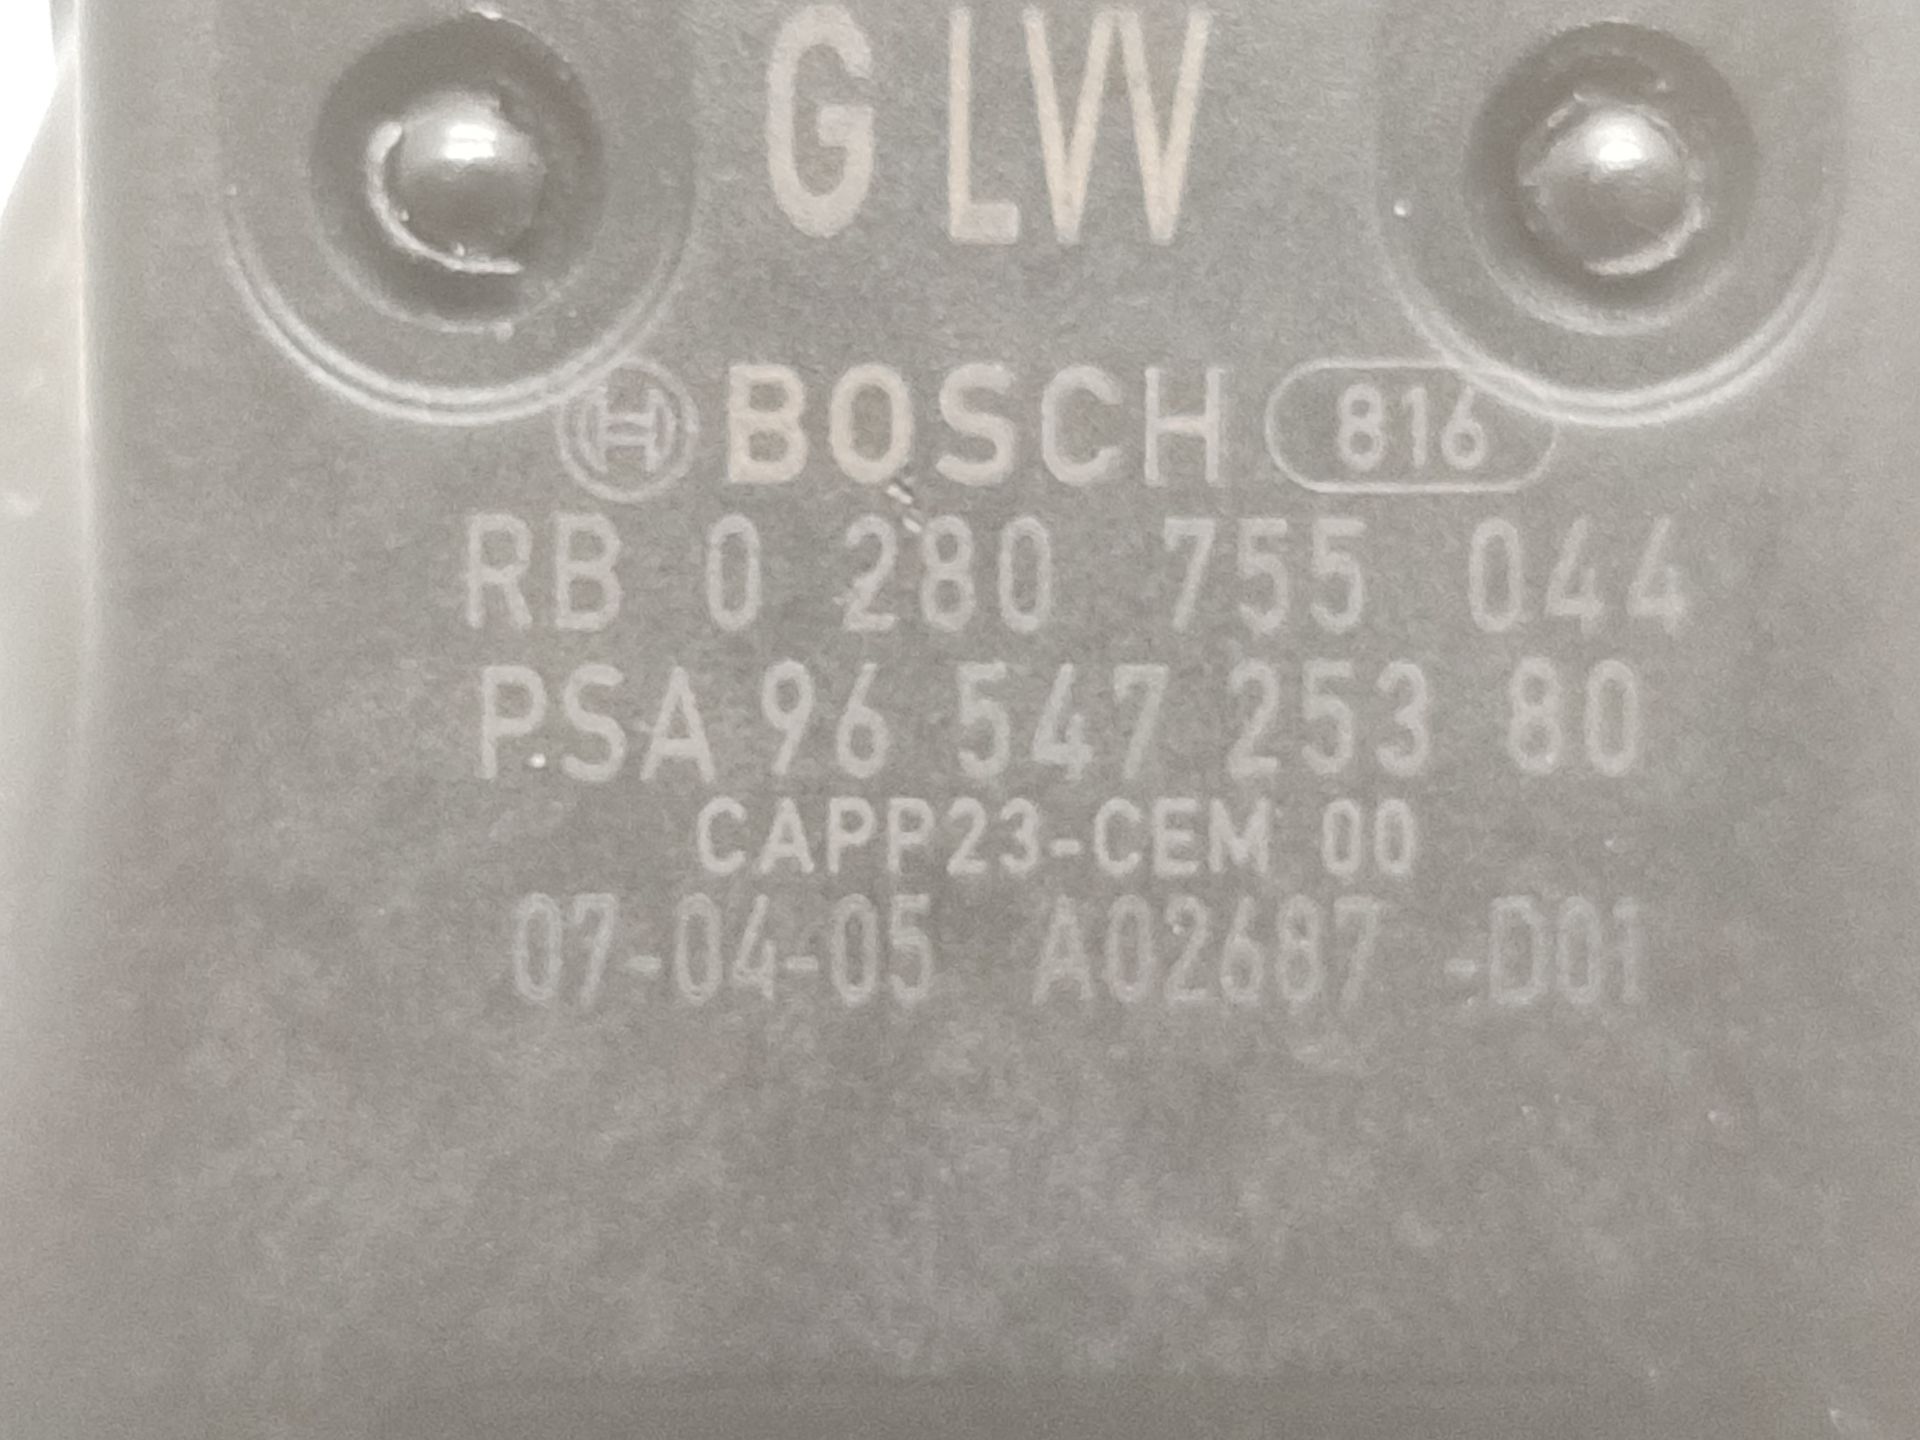 G LW
BOSCH 816
RB 0 280 755 044
PSA 96 547 253 80
CAPP23-CEM 00
07-04-05 A02687 -D01